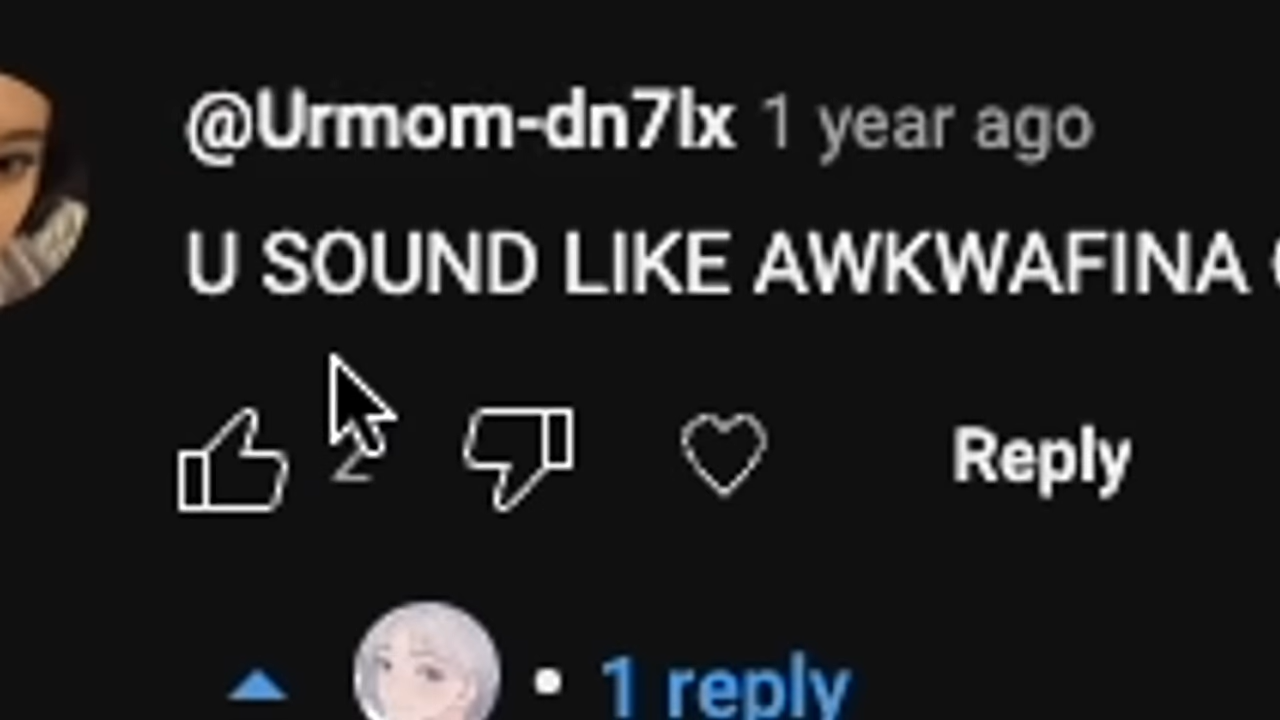 @Urmom-dn7lx 1 year ago
U SOUND LIKE AWKWAFINA
2
Reply
• 1 reply